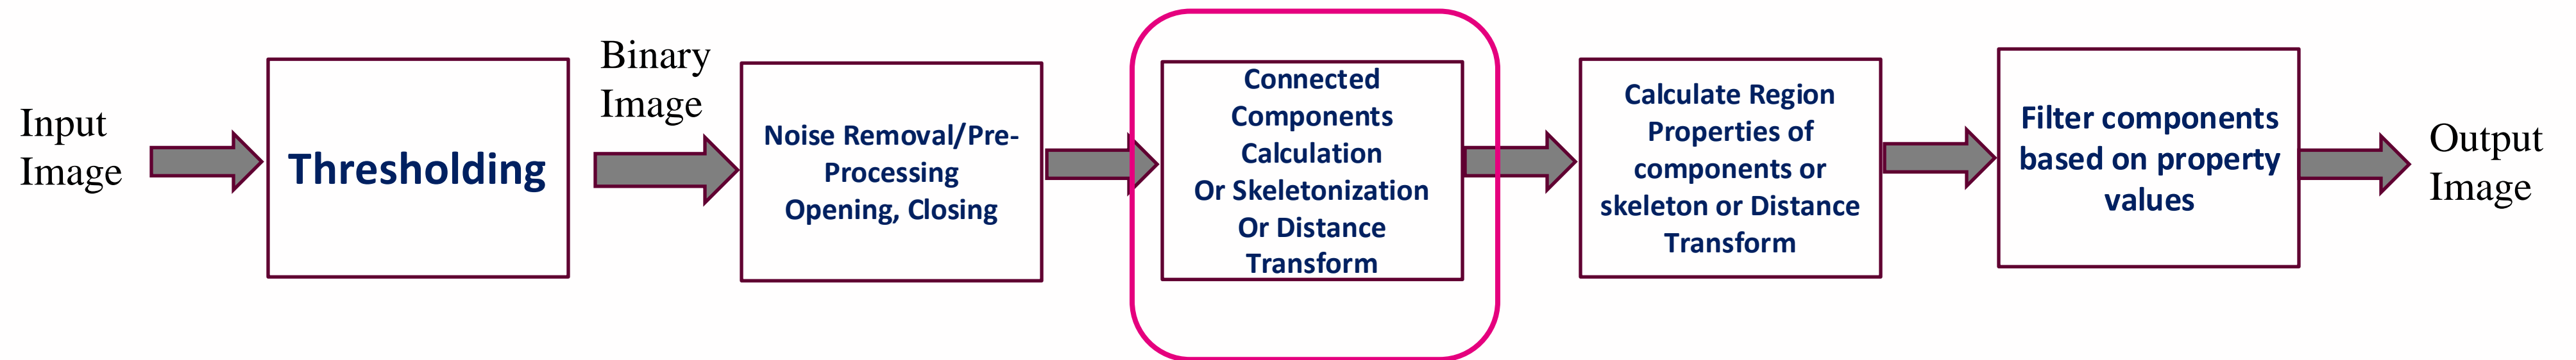 Input
Image
Thresholding
Binary
Image
Noise Removal/Pre-
Processing
Opening, Closing
Connected
Components
Calculation
Or Skeletonization
Or Distance
Transform
Calculate Region
Properties of
components or
skeleton or Distance
Transform
Filter components
based on property
values
Output
Image